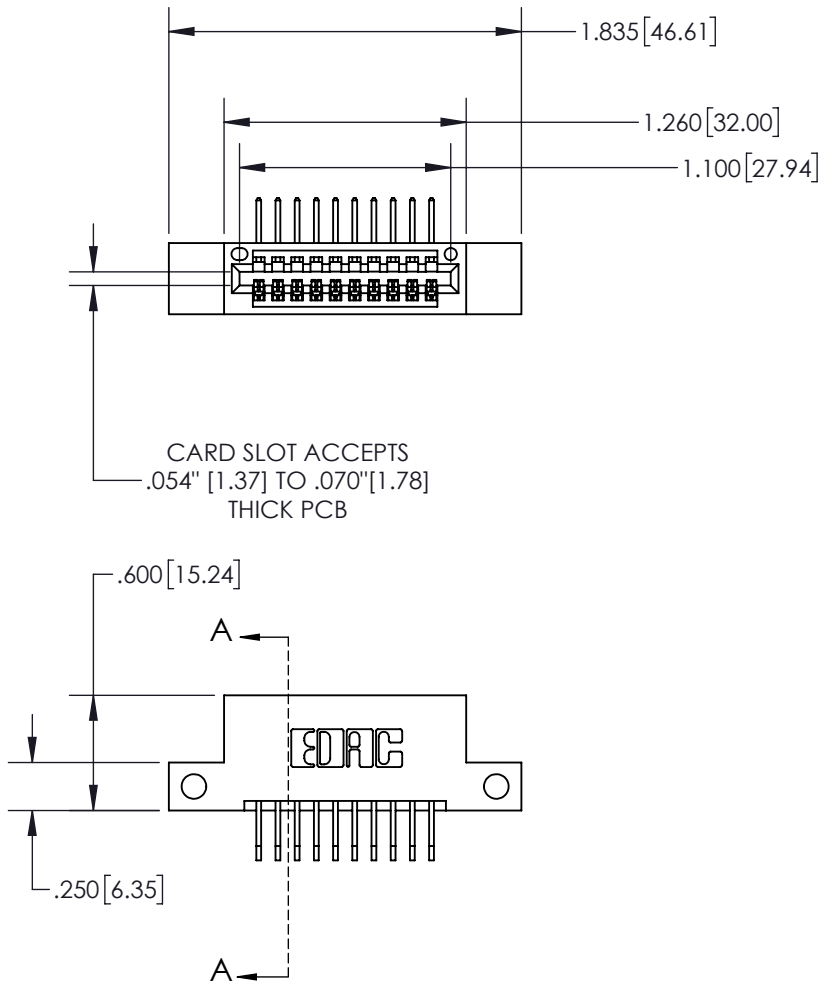 1.835[46.61]
1.260[32.00]
1.100[27.94]
CARD SLOT ACCEPTS
.054" [1.37] TO .070"[1.78]
THICK PCB
.600[15.24]
A
EDAC
.250[6.35]
A